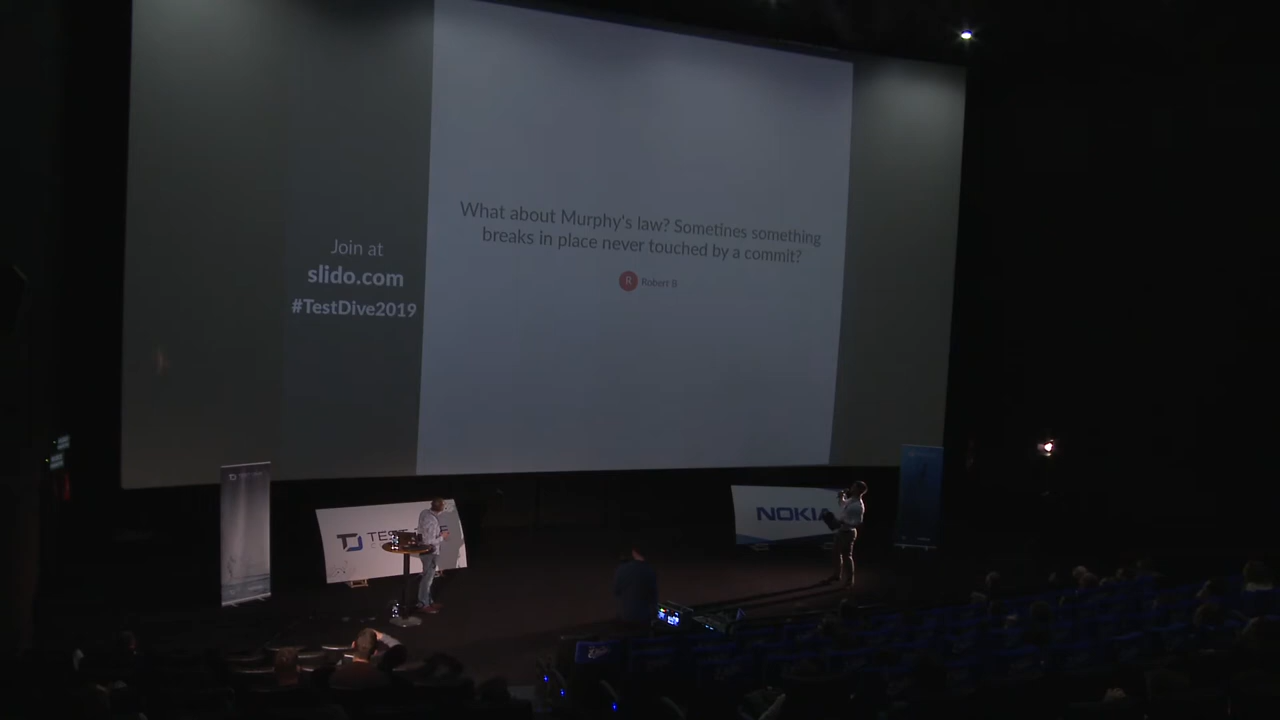 What about Murphy's law? Sometines something
breaks in place never touched by a commit?
R Robert B
Join at
slido.com
#TestDive2019
NOKIA